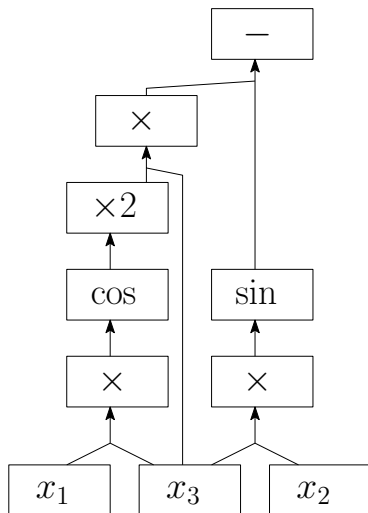 −
×
×2
cos sin
× ×
x₁ x₃ x₂